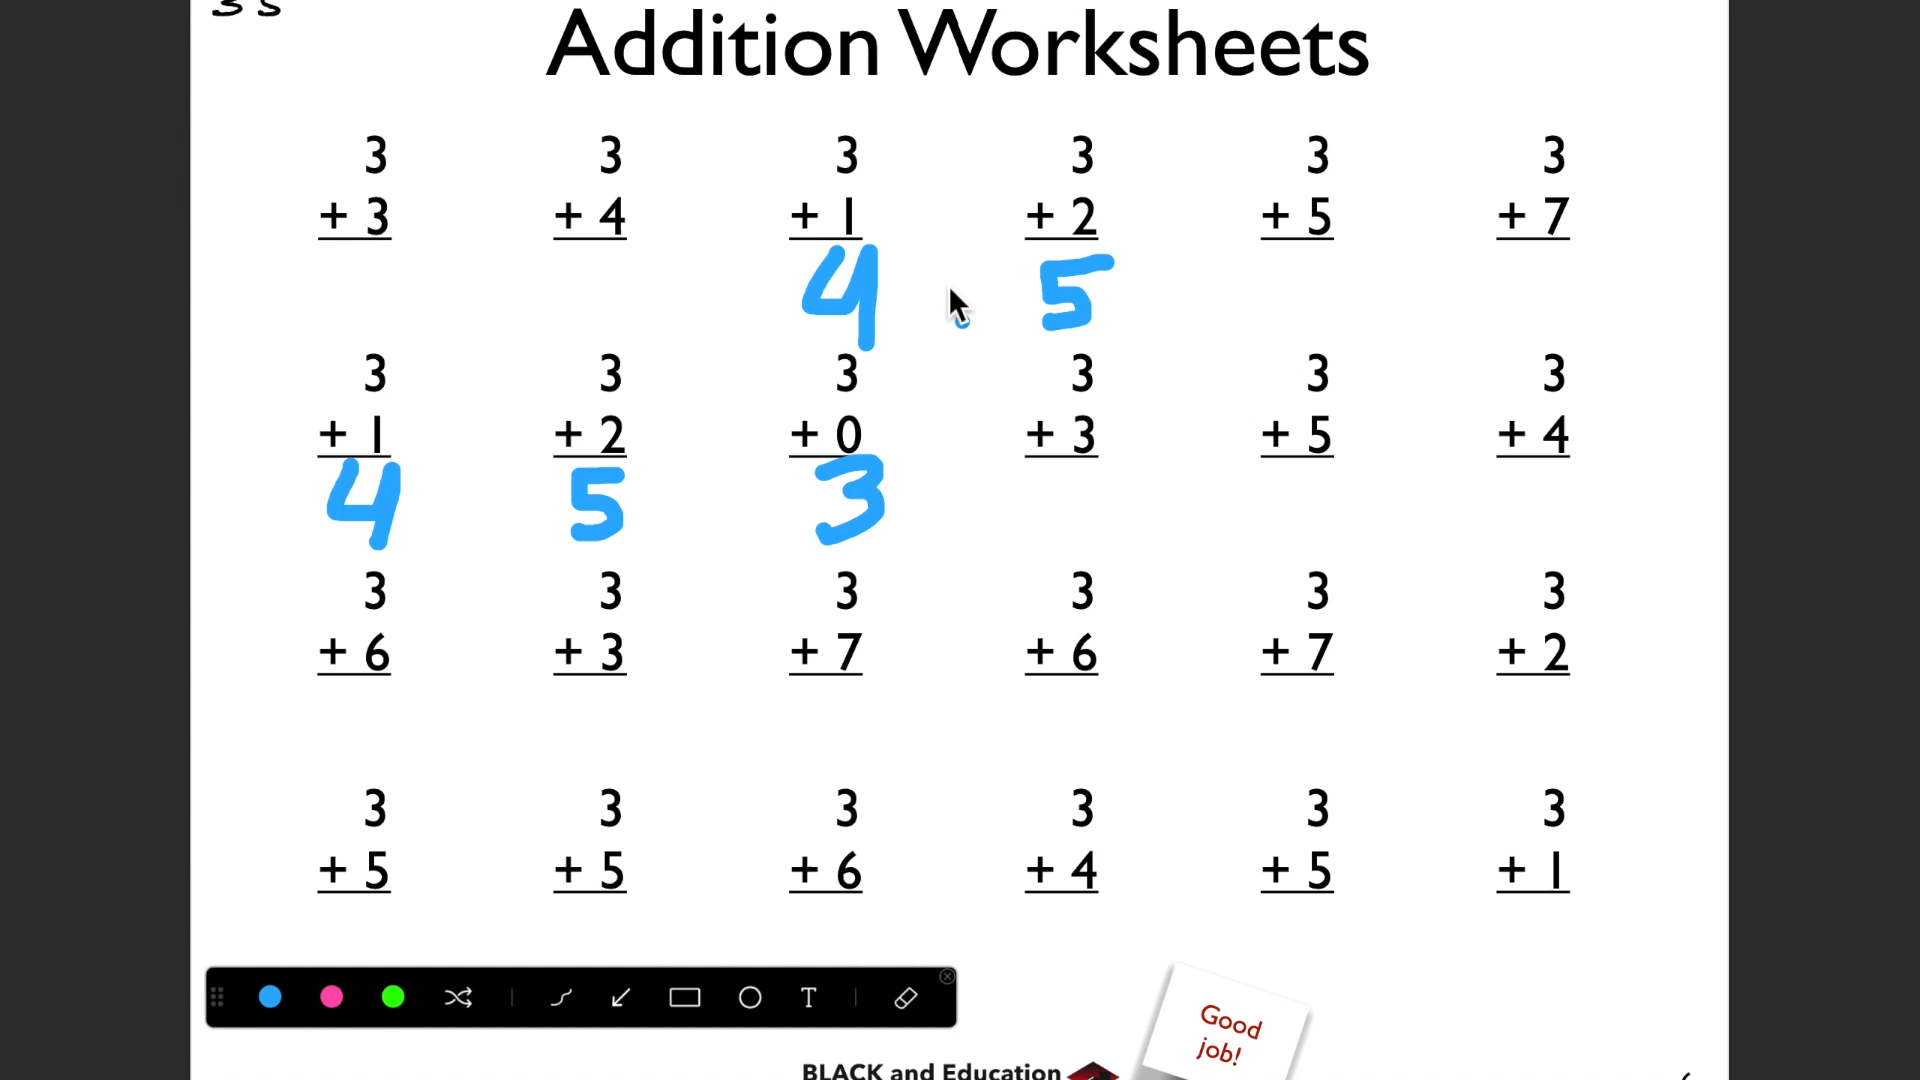 3 s
Addition Worksheets
3 3 3 3 3 3
+ 3 + 4 + 1 + 2 + 5 + 7
4 5
3 3 3 3 3 3
+ 1 + 2 + 0 + 3 + 5 + 4
4 5 3
3 3 3 3 3 3
+ 6 + 3 + 7 + 6 + 7 + 2
3 3 3 3 3 3
+ 5 + 5 + 6 + 4 + 5 + 1
T
Good
job!
BLACK and Education